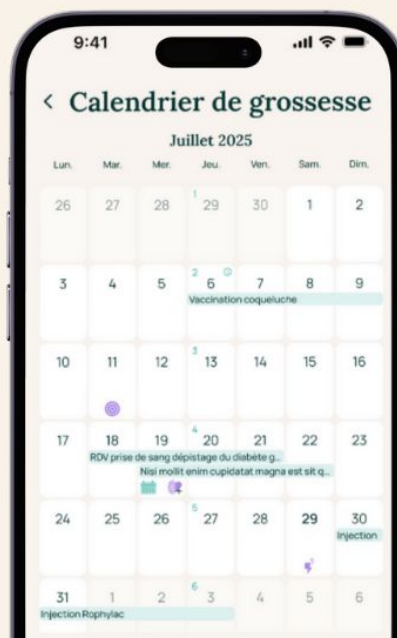 9:41
< Calendrier de grossesse
Juillet 2025
Lun. Mar. Mer. Jeu. Ven. Sam. Dim.
1
26 27 28 29 30 1 2
2
3 4 5 6 7 8 9
Vaccination coqueluche
3
10 11 12 13 14 15 16
4
17 18 19 20 21 22 23
RDV prise de sang dépistage du diabète g...
Nisi mollit enim cupidatat magna est sit q...
5
24 25 26 27 28 29 30
Injection
6
31 1 2 3 4 5 6
Injection Rophylac